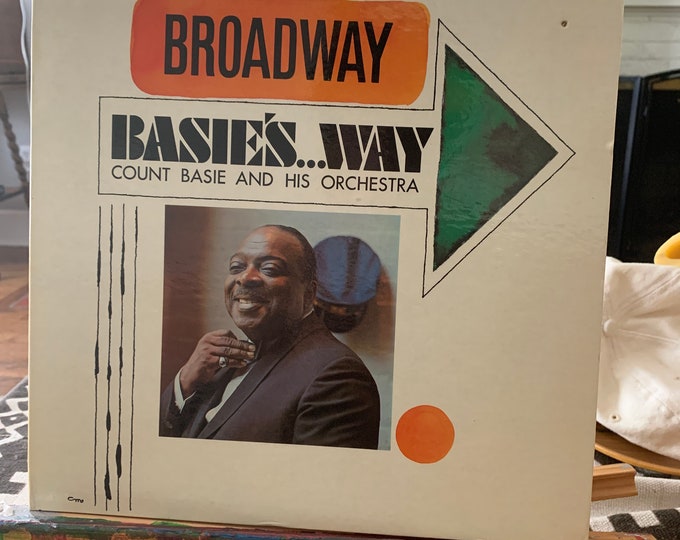 BROADWAY
BASIE'S...WAY
COUNT BASIE AND HIS ORCHESTRA